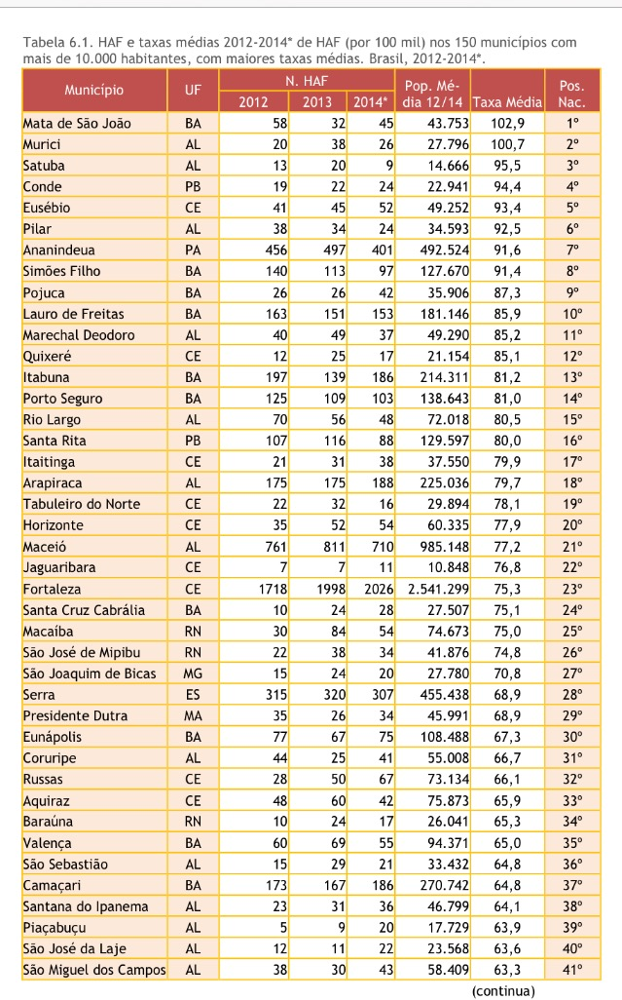 Tabela 6.1. HAF e taxas médias 2012-2014* de HAF (por 100 mil) nos 150 municípios com
mais de 10.000 habitantes, com maiores taxas médias. Brasil, 2012-2014*.
Município UF N. HAF Pop. Mé- Taxa Média Pos.
2012 2013 2014* dia 12/14 Nac.
Mata de São João BA 58 32 45 43.753 102,9 1º
Murici AL 20 38 26 27.796 100,7 2º
Satuba AL 13 20 9 14.666 95,5 3º
Conde PB 19 22 24 22.941 94,4 4º
Eusébio CE 41 45 52 49.252 93,4 5º
Pilar AL 38 34 24 34.593 92,5 6º
Ananindeua PA 456 497 401 492.524 91,6 7º
Simões Filho BA 140 113 97 127.670 91,4 8º
Pojuca BA 26 26 42 35.906 87,3 9º
Lauro de Freitas BA 163 151 153 181.146 85,9 10º
Marechal Deodoro AL 40 49 37 49.290 85,2 11º
Quixeré CE 12 25 17 21.154 85,1 12º
Itabuna BA 197 139 186 214.311 81,2 13º
Porto Seguro BA 125 109 103 138.643 81,0 14º
Rio Largo AL 70 56 48 72.018 80,5 15º
Santa Rita PB 107 116 88 129.597 80,0 16º
Itaitinga CE 21 31 38 37.550 79,9 17º
Arapiraca AL 175 175 188 225.036 79,7 18º
Tabuleiro do Norte CE 22 32 16 29.894 78,1 19º
Horizonte CE 35 52 54 60.335 77,9 20º
Maceió AL 761 811 710 985.148 77,2 21º
Jaguaribara CE 7 7 11 10.848 76,8 22º
Fortaleza CE 1718 1998 2026 2.541.299 75,3 23º
Santa Cruz Cabrália BA 10 24 28 27.507 75,1 24º
Macaíba RN 30 84 54 74.673 75,0 25º
São José de Mipibu RN 22 38 34 41.876 74,8 26º
São Joaquim de Bicas MG 15 24 20 27.780 70,8 27º
Serra ES 315 320 307 455.438 68,9 28º
Presidente Dutra MA 35 26 34 45.991 68,9 29º
Eunápolis BA 77 67 75 108.488 67,3 30º
Coruripe AL 44 25 41 55.008 66,7 31º
Russas CE 28 50 67 73.134 66,1 32º
Aquiraz CE 48 60 42 75.873 65,9 33º
Baraúna RN 10 24 17 26.041 65,3 34º
Valença BA 60 69 55 94.371 65,0 35º
São Sebastião AL 15 29 21 33.432 64,8 36º
Camaçari BA 173 167 186 270.742 64,8 37º
Santana do Ipanema AL 23 31 36 46.799 64,1 38º
Piaçabuçu AL 5 9 20 17.729 63,9 39º
São José da Laje AL 12 11 22 23.568 63,6 40º
São Miguel dos Campos AL 38 30 43 58.409 63,3 41º
(continua)